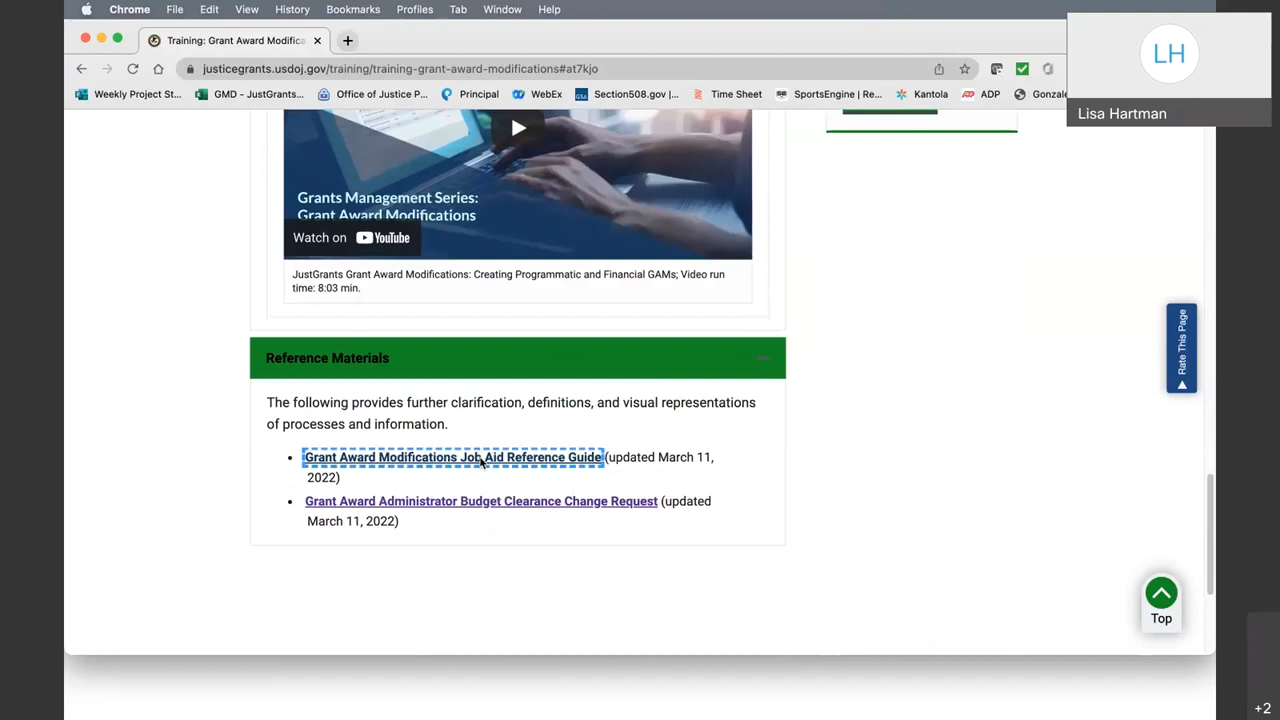 Chrome File Edit View History Bookmarks Profiles Tab Window Help
LH
Lisa Hartman
Training: Grant Award Modifica
justicegrants.usdoj.gov/training/training-grant-award-modifications#at7kjo
Weekly Project St... GMD - JustGrants... Office of Justice P... Principal WebEx Section508.gov |... Time Sheet SportsEngine | Re... Kantola ADP Gonzale
Grants Management Series:
Grant Award Modifications
Watch on YouTube
JustGrants Grant Award Modifications: Creating Programmatic and Financial GAMs; Video run
time: 8:03 min.
Reference Materials
The following provides further clarification, definitions, and visual representations
of processes and information.
• Grant Award Modifications Job Aid Reference Guide (updated March 11,
2022)
• Grant Award Administrator Budget Clearance Change Request (updated
March 11, 2022)
Rate This Page
Top
+2